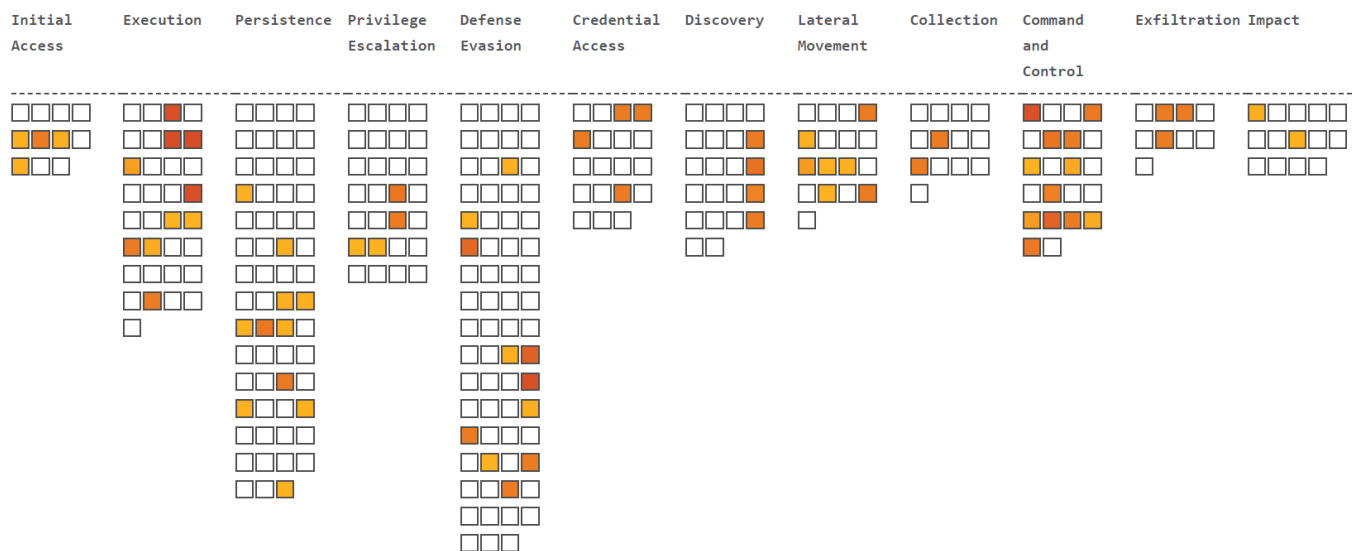 Initial
Access
Execution
Persistence
Privilege
Escalation
Defense
Evasion
Credential
Access
Discovery
Lateral
Movement
Collection
Command
and
Control
Exfiltration
Impact